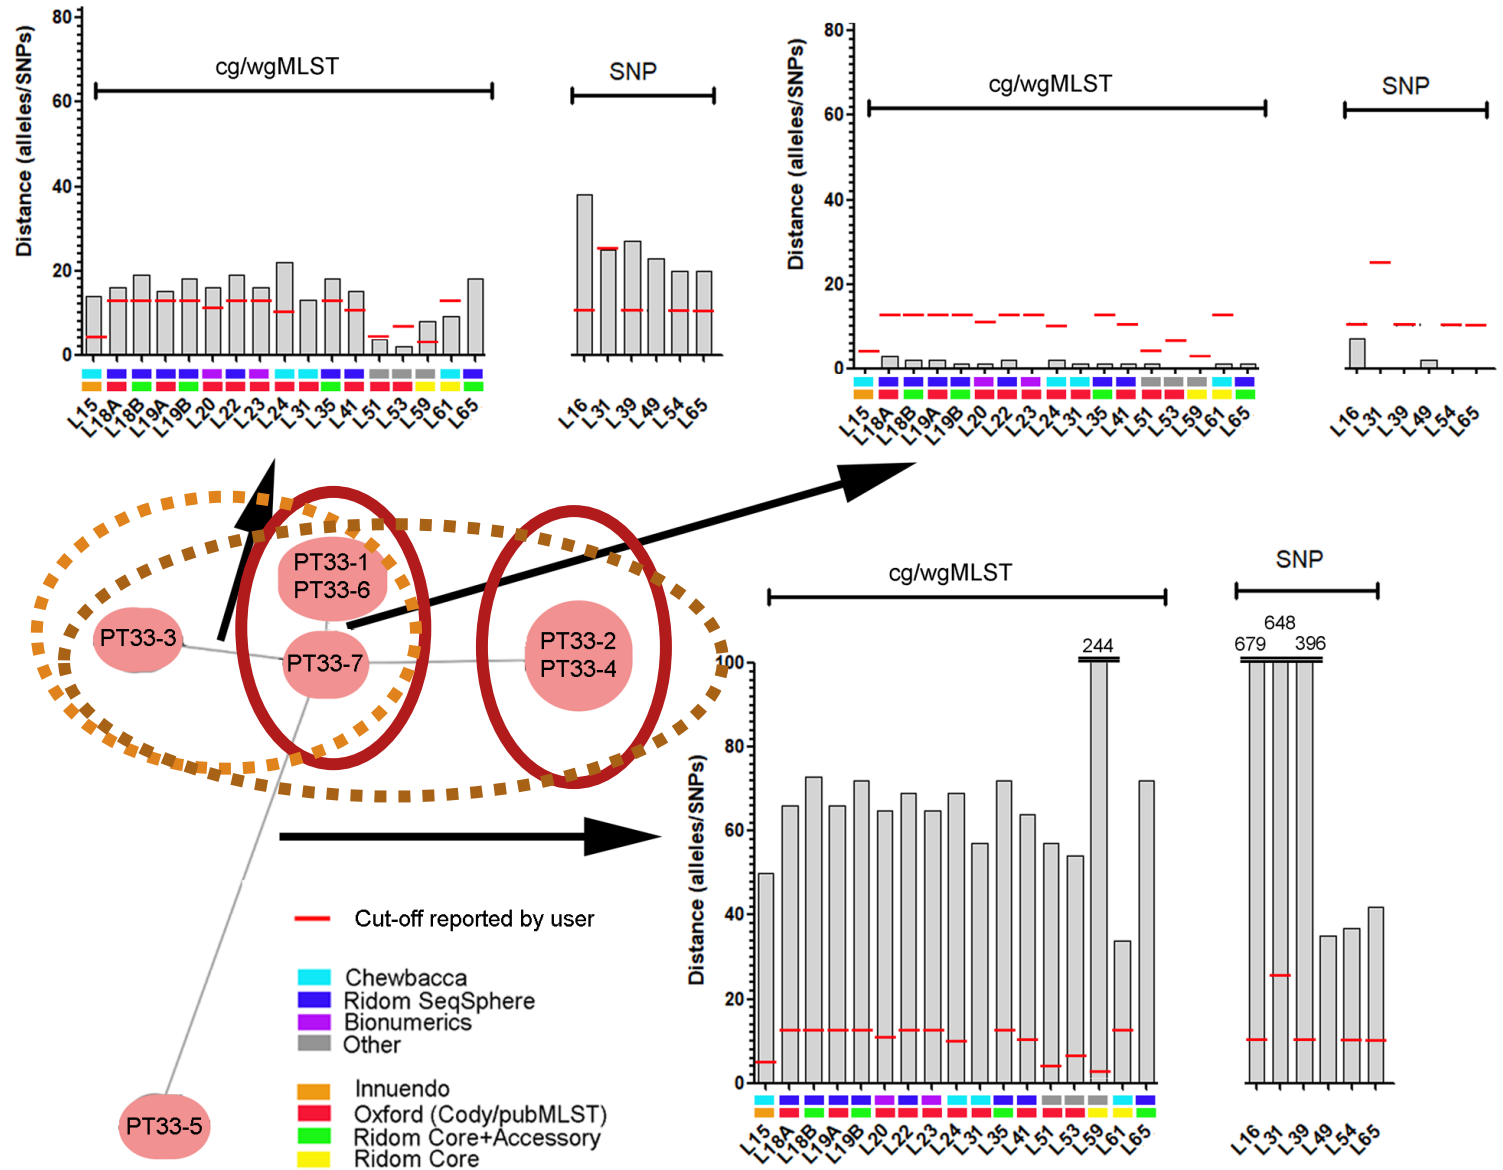 Distance (alleles/SNPs)
80
60
40
20
0
cg/wgMLST
SNP
L15
L18A
L18B
L19A
L19B
L20
L22
L23
L24
L31
L35
L41
L51
L53
L59
L61
L65
L16
L31
L39
L49
L54
L65
Distance (alleles/SNPs)
80
60
40
20
0
cg/wgMLST
SNP
L15
L18A
L18B
L19A
L19B
L20
L22
L23
L24
L31
L35
L41
L51
L53
L59
L61
L65
L16
L31
L39
L49
L54
L65
PT33-1
PT33-6
PT33-3
PT33-7
PT33-2
PT33-4
PT33-5
Cut-off reported by user
Chewbacca
Ridom SeqSphere
Bionumerics
Other
Innuendo
Oxford (Cody/pubMLST)
Ridom Core+Accessory
Ridom Core
Distance (alleles/SNPs)
100
80
60
40
20
0
cg/wgMLST
SNP
244
679
648
396
L15
L18A
L18B
L19A
L19B
L20
L22
L23
L24
L31
L35
L41
L51
L53
L59
L61
L65
L16
L31
L39
L49
L54
L65